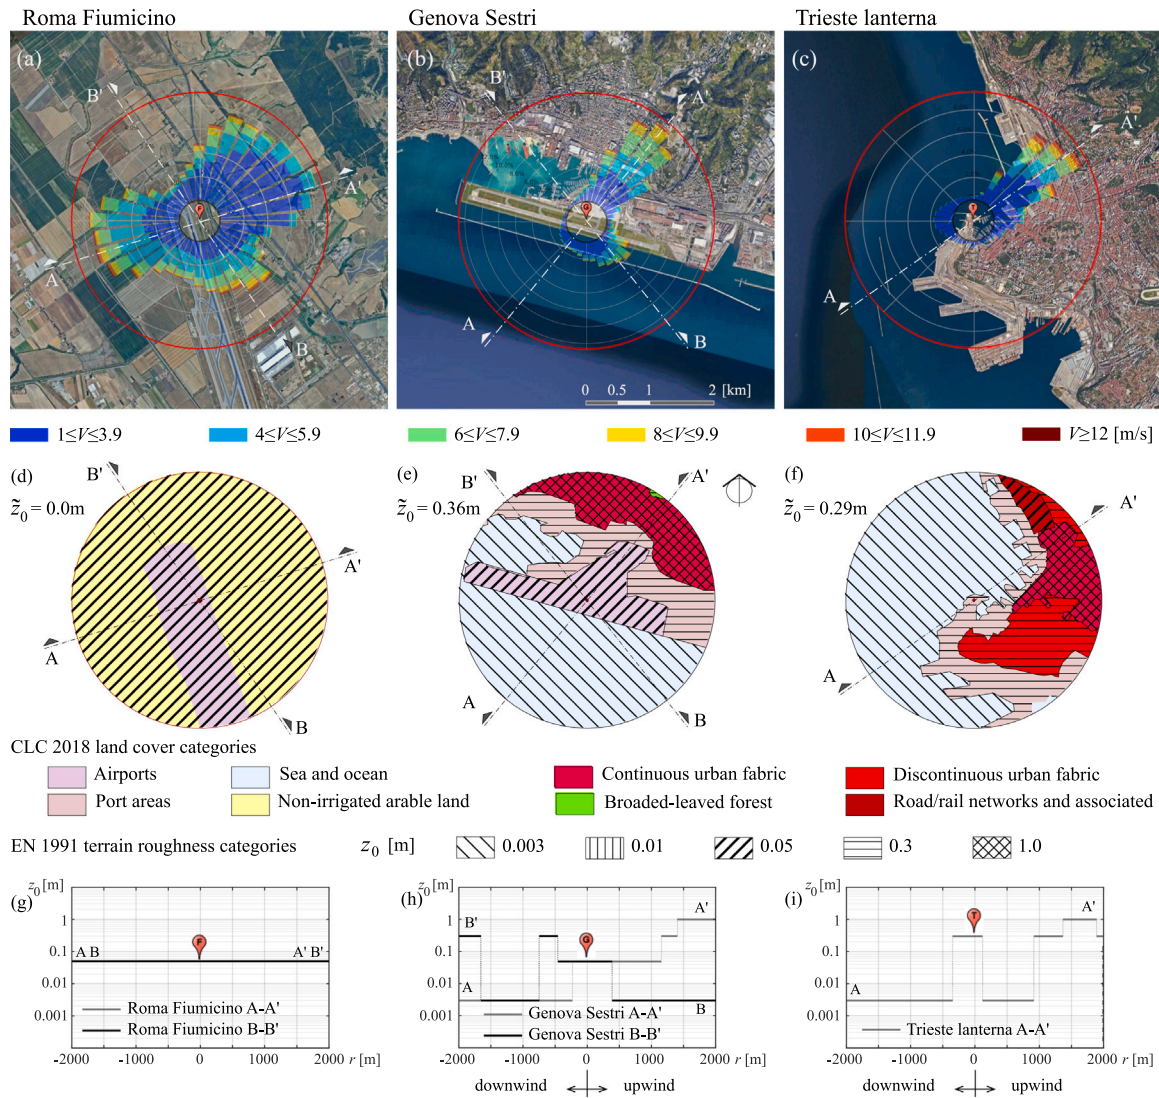 Roma Fiumicino Genova Sestri Trieste lanterna
(a) (b) (c)
B' B' A' A'
A' F G T
A A A
B B
0 0.5 1 2 [km]
1≤V≤3.9 4≤V≤5.9 6≤V≤7.9 8≤V≤9.9 10≤V≤11.9 V≥12 [m/s]
(d) (e) (f)
B' B' A' A'
z̃0 = 0.0m z̃0 = 0.36m z̃0 = 0.29m
A' A B A B A
CLC 2018 land cover categories
Airports Sea and ocean Continuous urban fabric Discontinuous urban fabric
Port areas Non-irrigated arable land Broaded-leaved forest Road/rail networks and associated
EN 1991 terrain roughness categories z0 [m] 0.003 0.01 0.05 0.3 1.0
(g) z0 [m] (h) z0 [m] (i) z0 [m]
1 1 1
0.1 0.1 0.1
0.01 0.01 0.01
0.001 0.001 0.001
A B F A' B' B' A G A' B A T A'
Roma Fiumicino A-A' Genova Sestri A-A' Trieste lanterna A-A'
Roma Fiumicino B-B' Genova Sestri B-B'
-2000 -1000 0 1000 2000 r [m] -2000 -1000 0 1000 2000 r [m] -2000 -1000 0 1000 2000 r [m]
downwind upwind downwind upwind